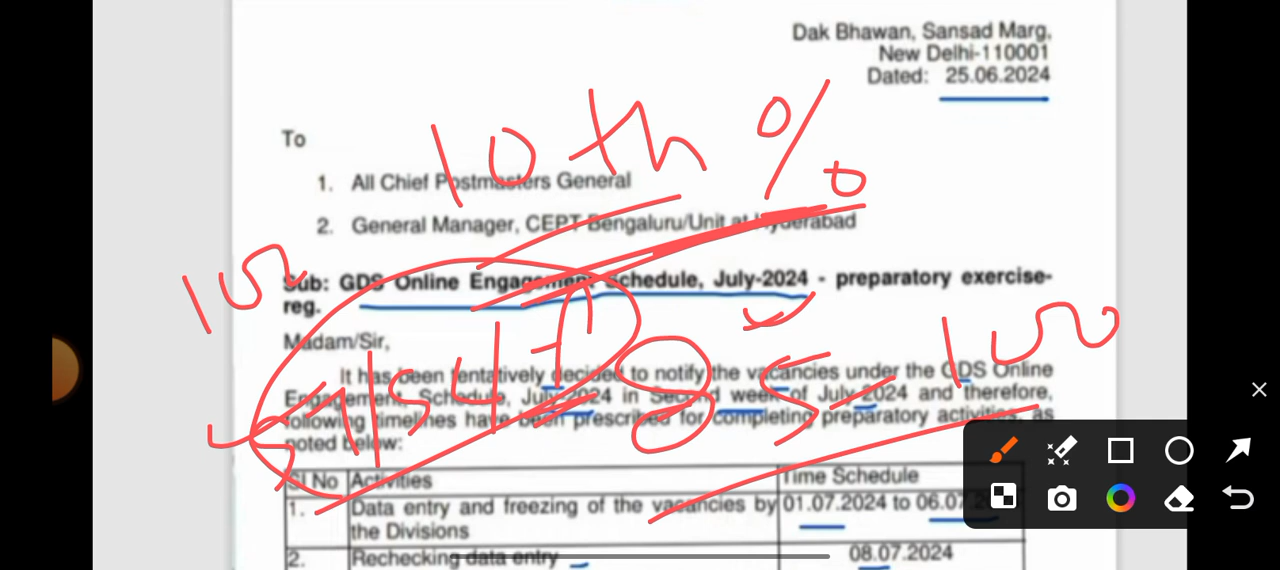 Dak Bhawan, Sansad Marg,
New Delhi-110001
Dated: 25.06.2024
To
10th %
1. All Chief Postmasters General
2. General Manager, CEPT Bengaluru/Unit at Hyderabad
Sub: GDS Online Engagement Schedule, July-2024 - preparatory exercise-
reg.
100
Madam/Sir,
It has been tentatively decided to notify the vacancies under the GDS Online
Engagement, Schedule, July-2024 in Second week of July 2024 and therefore,
following timelines have been prescribed for completing preparatory activities, as
noted below:
85
Sl No Activities Time Schedule
1. Data entry and freezing of the vacancies by 01.07.2024 to 06.07
the Divisions
2. Rechecking data entry 08.07.2024